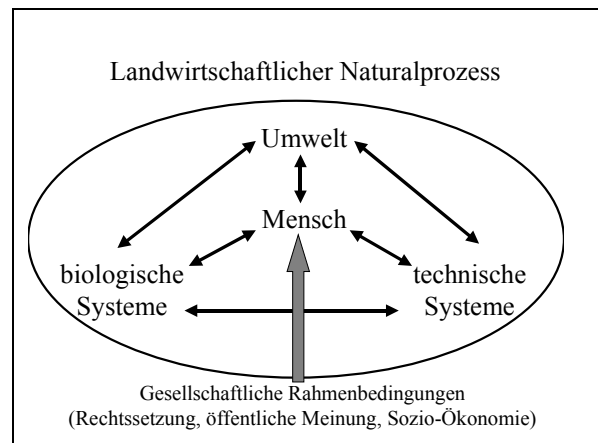 Landwirtschaftlicher Naturalprozess
Umwelt
Mensch
biologische
Systeme
technische
Systeme
Gesellschaftliche Rahmenbedingungen
(Rechtssetzung, öffentliche Meinung, Sozio-Ökonomie)